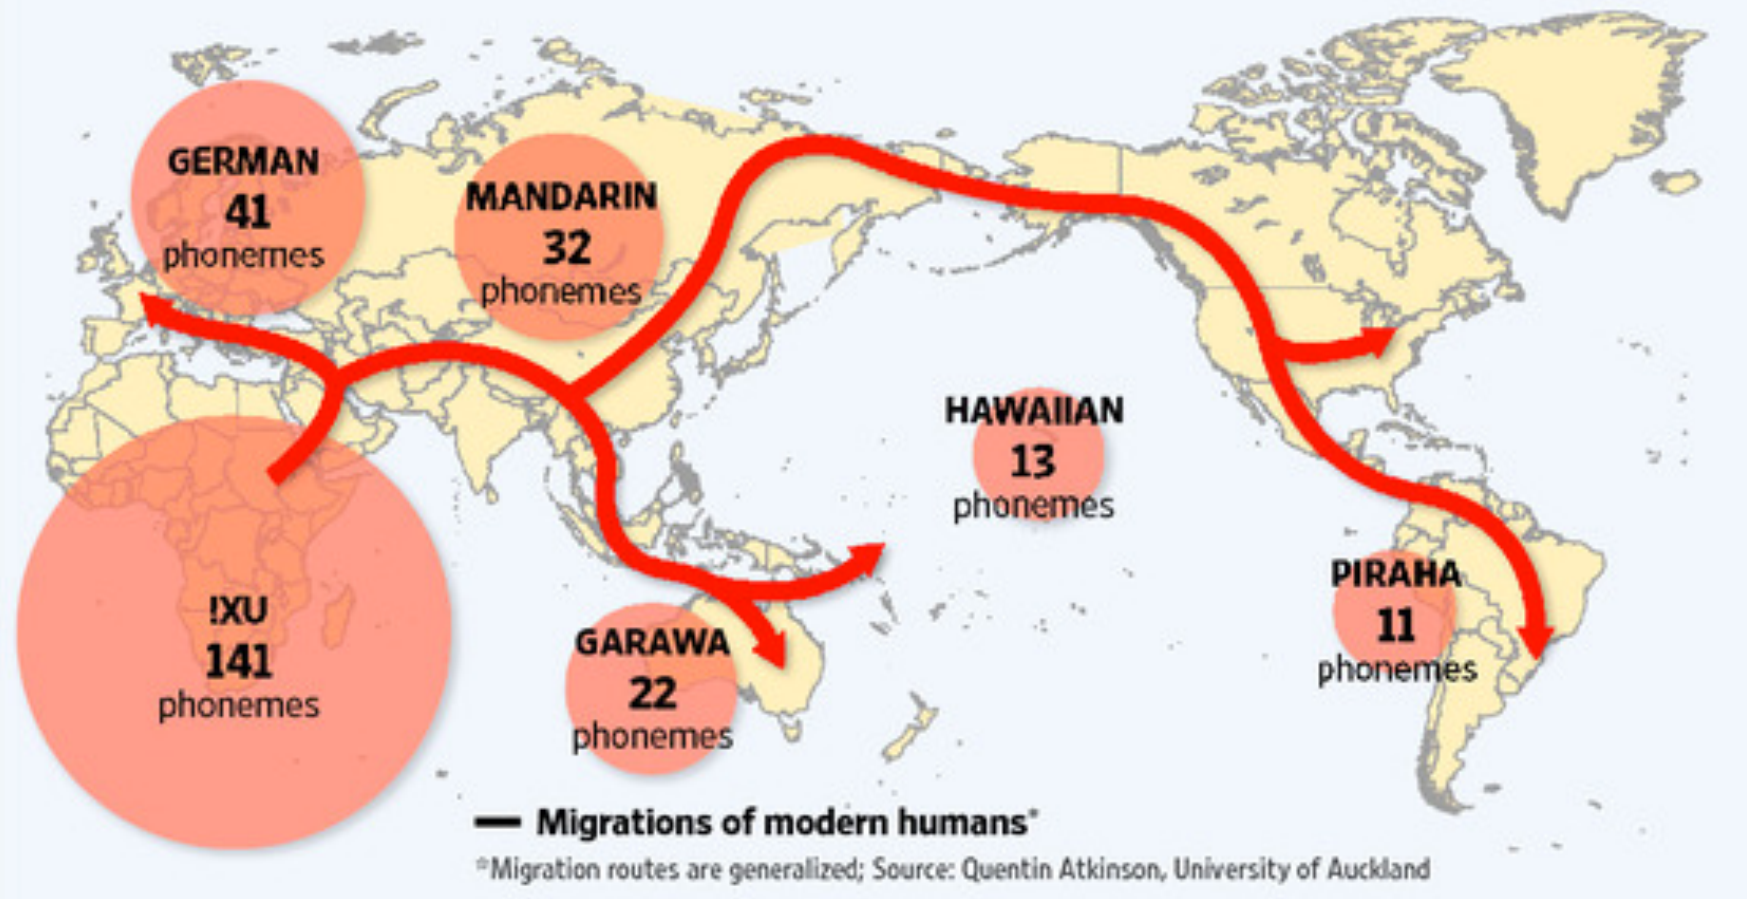 GERMAN
41
phonemes
MANDARIN
32
phonemes
HAWAIIAN
13
phonemes
!XU
141
phonemes
GARAWA
22
phonemes
PIRAHA
11
phonemes
Migrations of modern humans*
*Migration routes are generalized; Source: Quentin Atkinson, University of Auckland